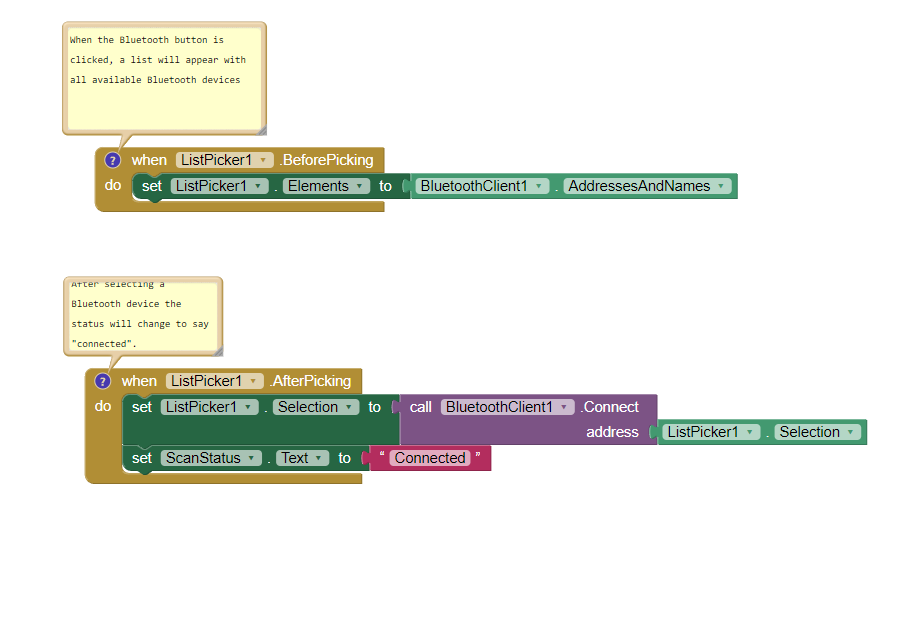 When the Bluetooth button is
clicked, a list will appear with
all available Bluetooth devices
? when ListPicker1 .BeforePicking
do set ListPicker1 . Elements to BluetoothClient1 . AddressesAndNames
After selecting a
Bluetooth device the
status will change to say
"connected".
? when ListPicker1 .AfterPicking
do set ListPicker1 . Selection to call BluetoothClient1 .Connect
address ListPicker1 . Selection
set ScanStatus . Text to “ Connected ”